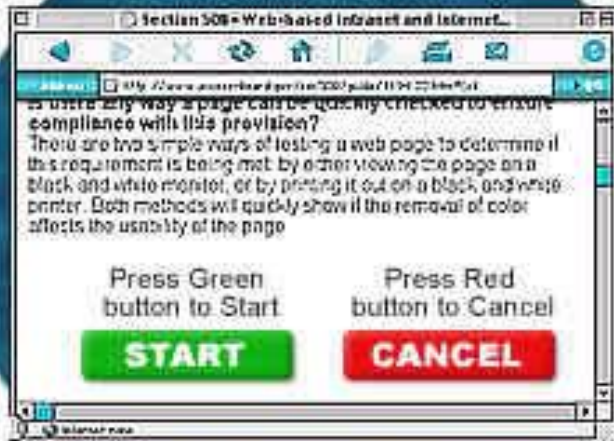 Section 508 - Web-based intranet and internet...
Is there any way a page can be quickly checked to ensure
compliance with this provision?
There are two simple ways of testing a web page to determine if
this requirement is being met: by either viewing the page on a
black and white monitor, or by printing it out on a black and white
printer. Both methods will quickly show if the removal of color
affects the usability of the page
Press Green
button to Start
Press Red
button to Cancel
START
CANCEL
Internet zone